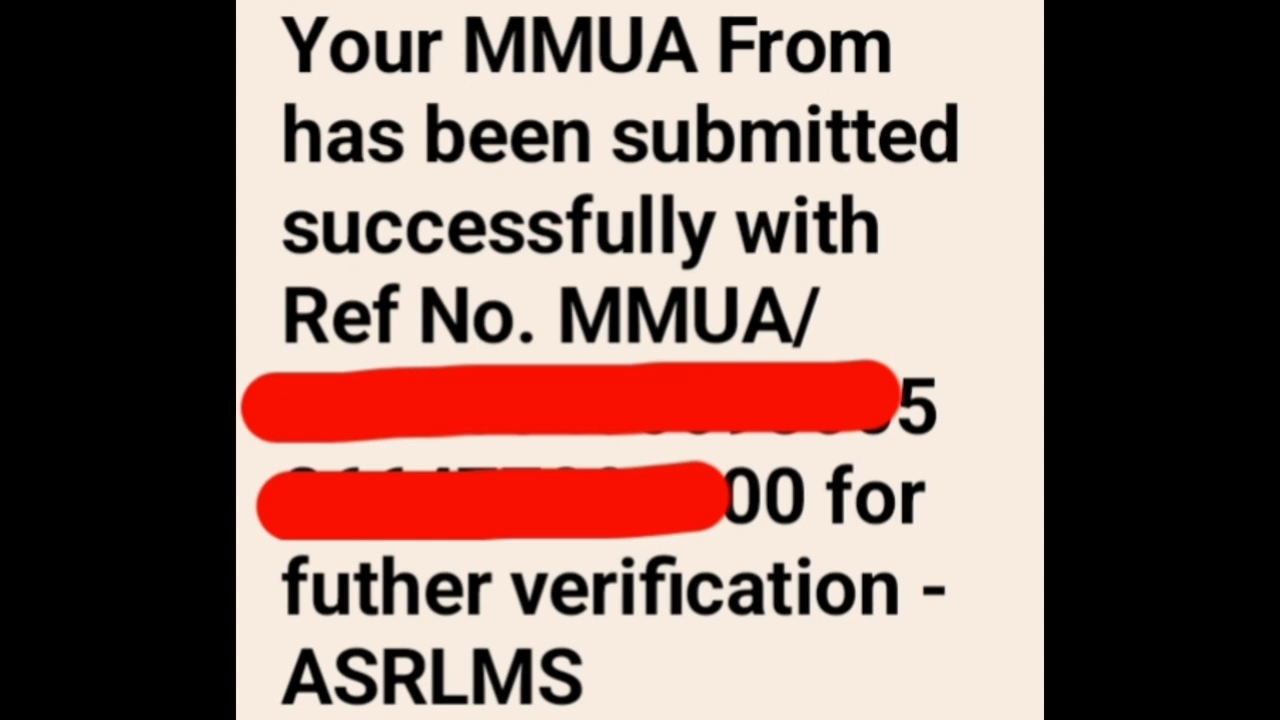 Your MMUA From
has been submitted
successfully with
Ref No. MMUA/
5
00 for
futher verification -
ASRLMS